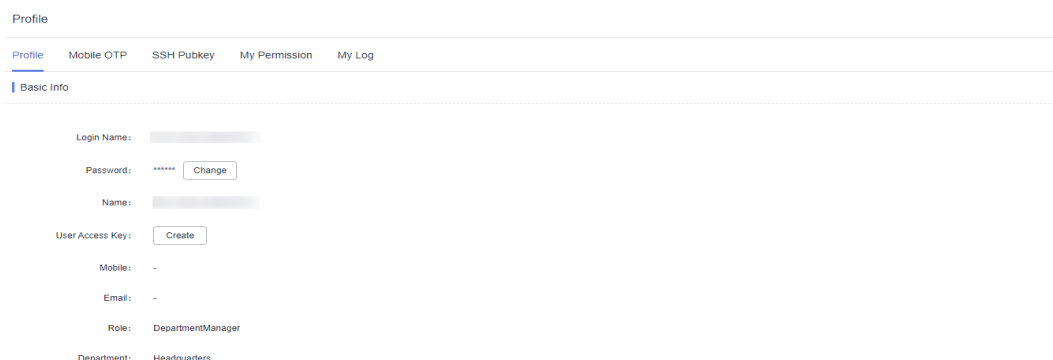 Profile
Profile Mobile OTP SSH Pubkey My Permission My Log
Basic Info
Login Name:
Password: ****** Change
Name:
User Access Key: Create
Mobile: -
Email: -
Role: DepartmentManager
Department: Headquarters